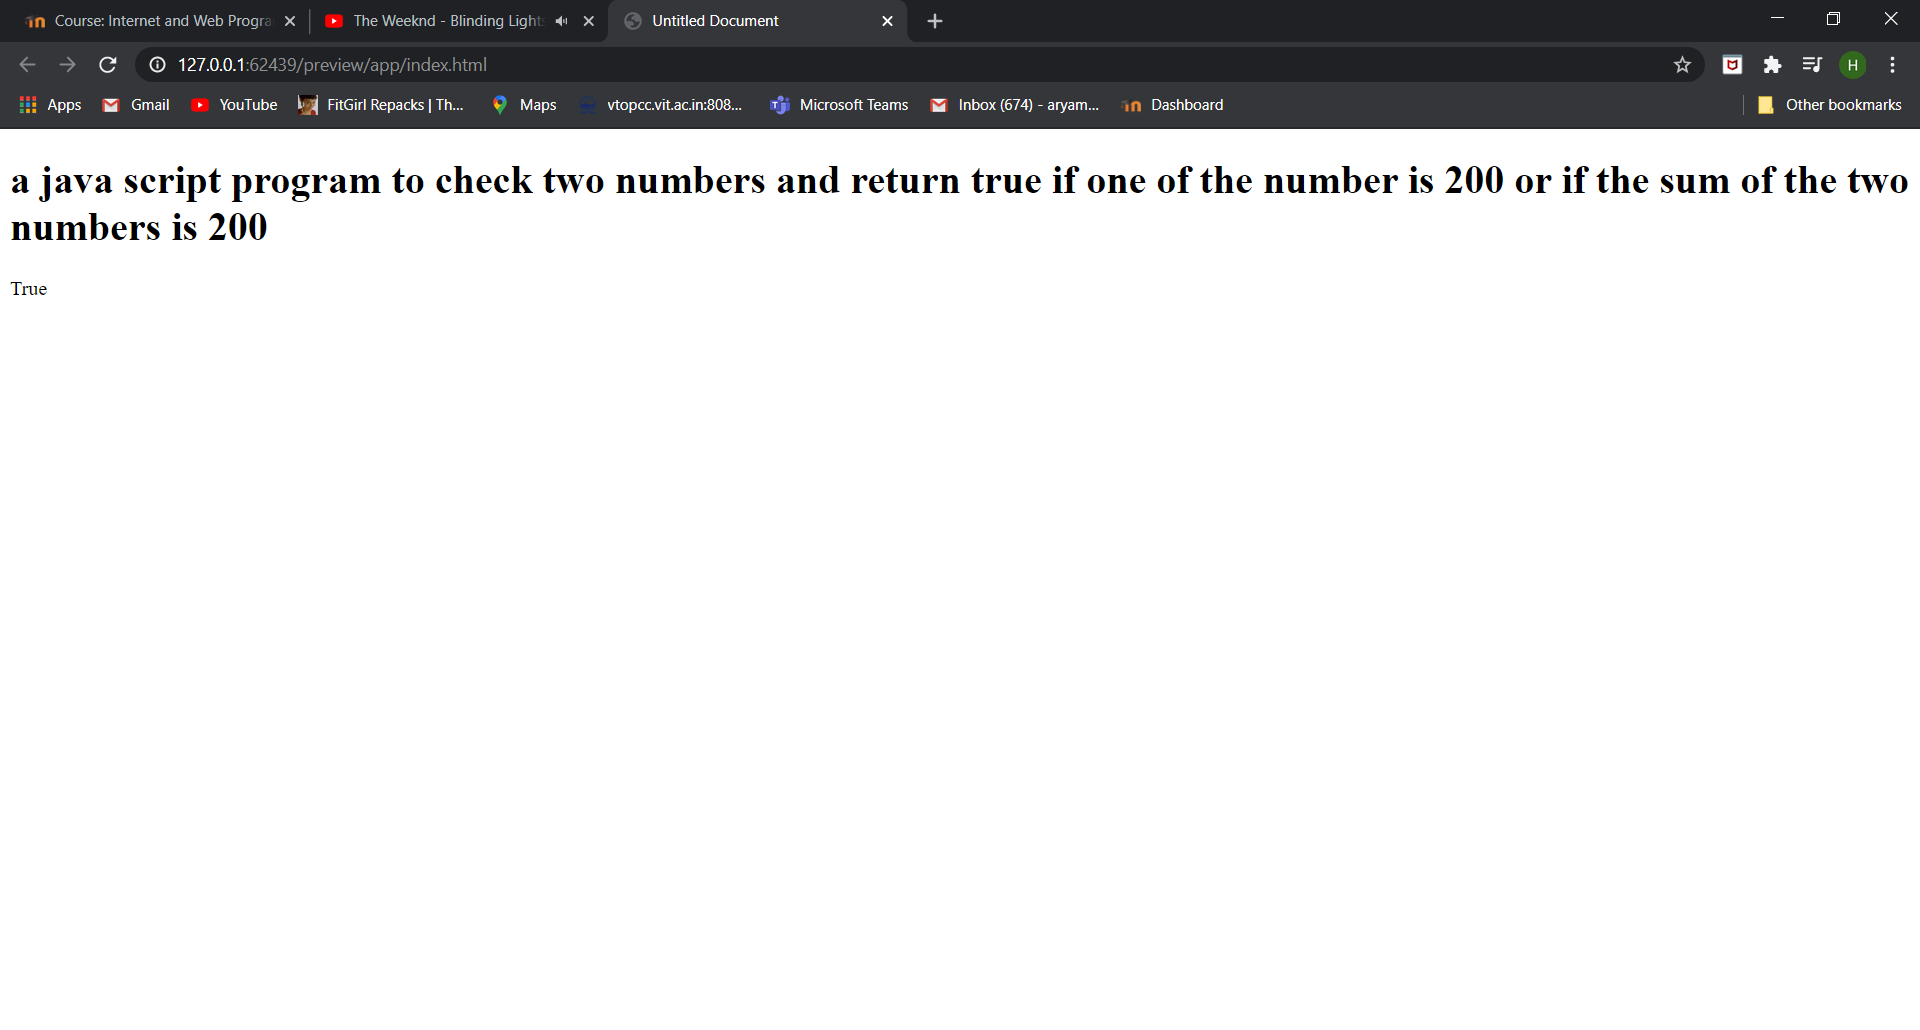 Course: Internet and Web Progra
The Weeknd - Blinding Lights
Untitled Document
127.0.0.1:62439/preview/app/index.html
H
Apps
Gmail
YouTube
FitGirl Repacks | Th...
Maps
vtopcc.vit.ac.in:808...
Microsoft Teams
Inbox (674) - aryam...
Dashboard
Other bookmarks
a java script program to check two numbers and return true if one of the number is 200 or if the sum of the two
numbers is 200
True